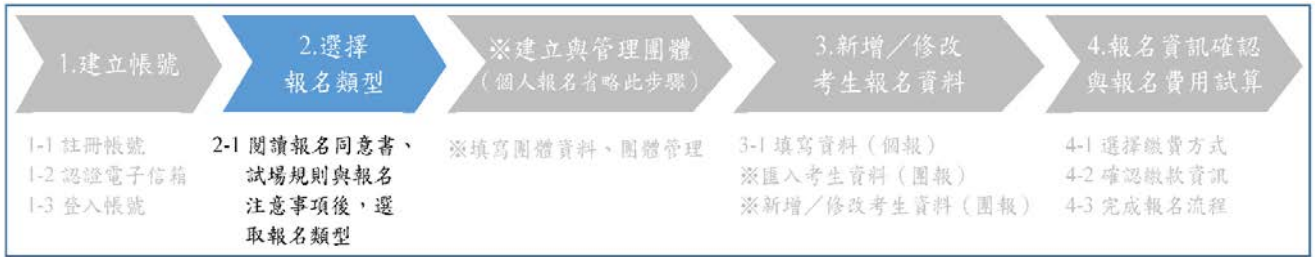 1.建立帳號
2.選擇
報名類型
※建立與管理團體
（個人報名省略此步驟）
3.新增／修改
考生報名資料
4.報名資訊確認
與報名費用試算
1-1 註冊帳號
1-2 認證電子信箱
1-3 登入帳號
2-1 閱讀報名同意書、
試場規則與報名
注意事項後，選
取報名類型
※填寫團體資料、團體管理
3-1 填寫資料（個報）
※匯入考生資料（團報）
※新增／修改考生資料（團報）
4-1 選擇繳費方式
4-2 確認繳款資訊
4-3 完成報名流程